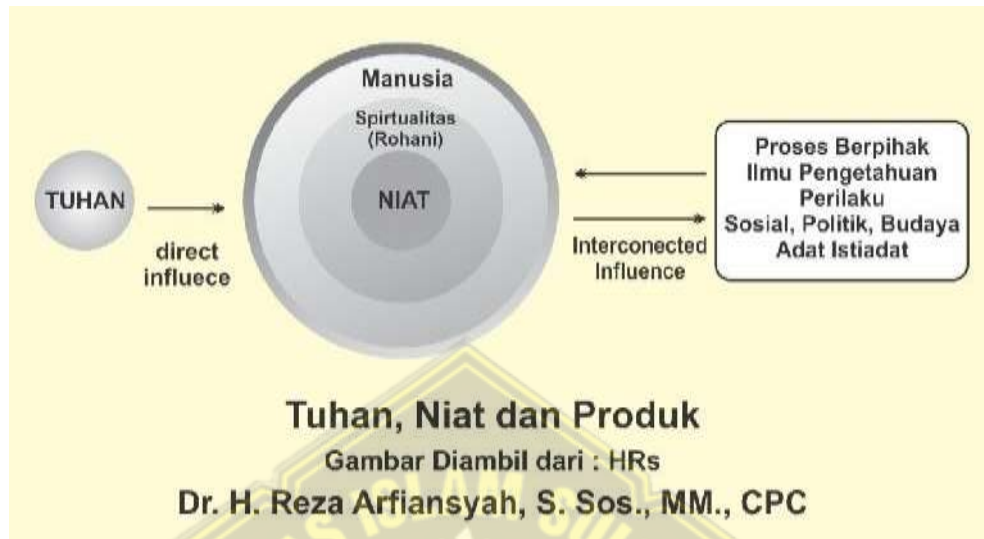 Manusia
Spirtualitas
(Rohani)
NIAT
TUHAN
direct
influece
Interconected
Influence
Proses Berpihak
Ilmu Pengetahuan
Perilaku
Sosial, Politik, Budaya
Adat Istiadat
Tuhan, Niat dan Produk
Gambar Diambil dari : HRs
Dr. H. Reza Arfiansyah, S. Sos., MM., CPC
ISLAM